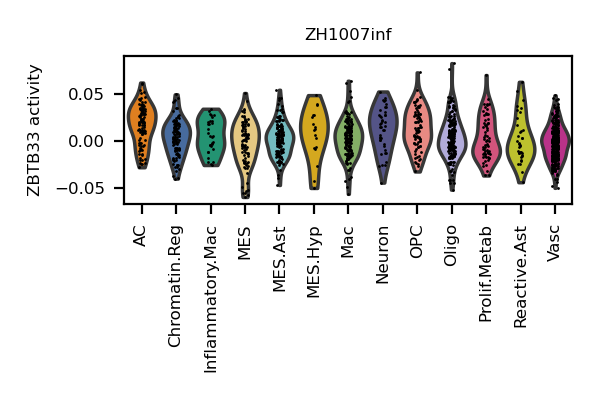 ZH1007inf
ZBTB33 activity
0.05
0.00
−0.05
AC
Chromatin.Reg
Inflammatory.Mac
MES
MES.Ast
MES.Hyp
Mac
Neuron
OPC
Oligo
Prolif.Metab
Reactive.Ast
Vasc